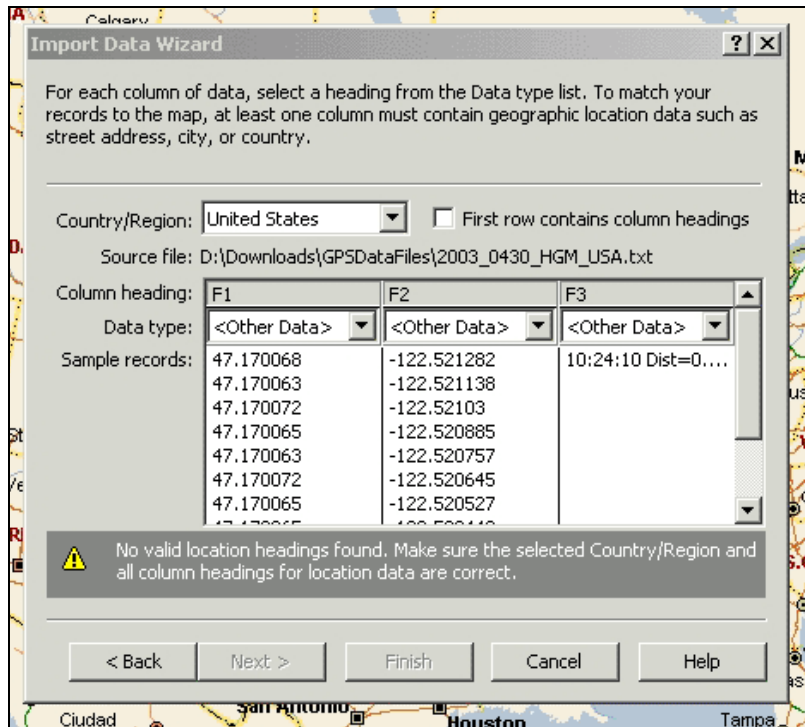 Calgary
Import Data Wizard
For each column of data, select a heading from the Data type list. To match your
records to the map, at least one column must contain geographic location data such as
street address, city, or country.
Country/Region: United States First row contains column headings
Source file: D:\Downloads\GPSDataFiles\2003_0430_HGM_USA.txt
Column heading: F1 F2 F3
Data type: <Other Data> <Other Data> <Other Data>
Sample records: 47.170068 -122.521282 10:24:10 Dist=0....
47.170063 -122.521138
47.170072 -122.52103
47.170065 -122.520885
47.170063 -122.520757
47.170072 -122.520645
47.170065 -122.520527
No valid location headings found. Make sure the selected Country/Region and
all column headings for location data are correct.
< Back Next > Finish Cancel Help
San Antonio
Ciudad Houston Tampa